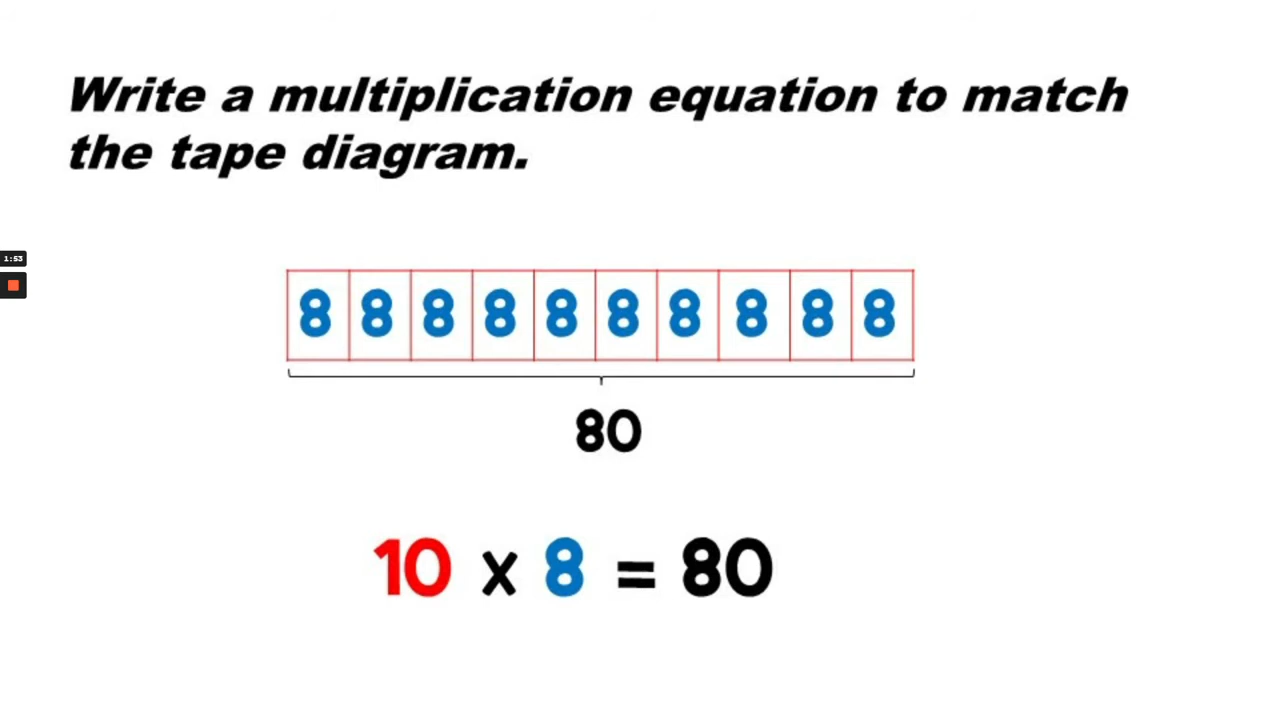 Write a multiplication equation to match
the tape diagram.
1:53
8 8 8 8 8 8 8 8 8 8
80
10 x 8 = 80